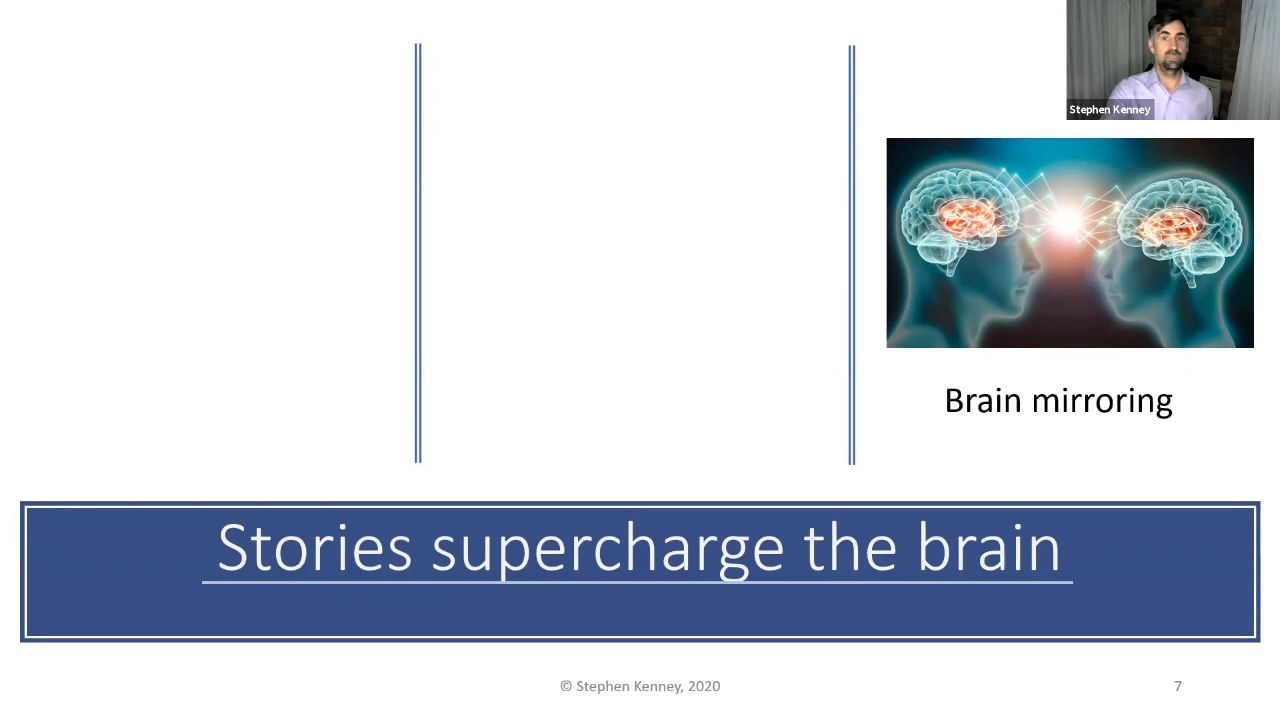 Stephen Kenney
Brain mirroring
Stories supercharge the brain
© Stephen Kenney, 2020
7